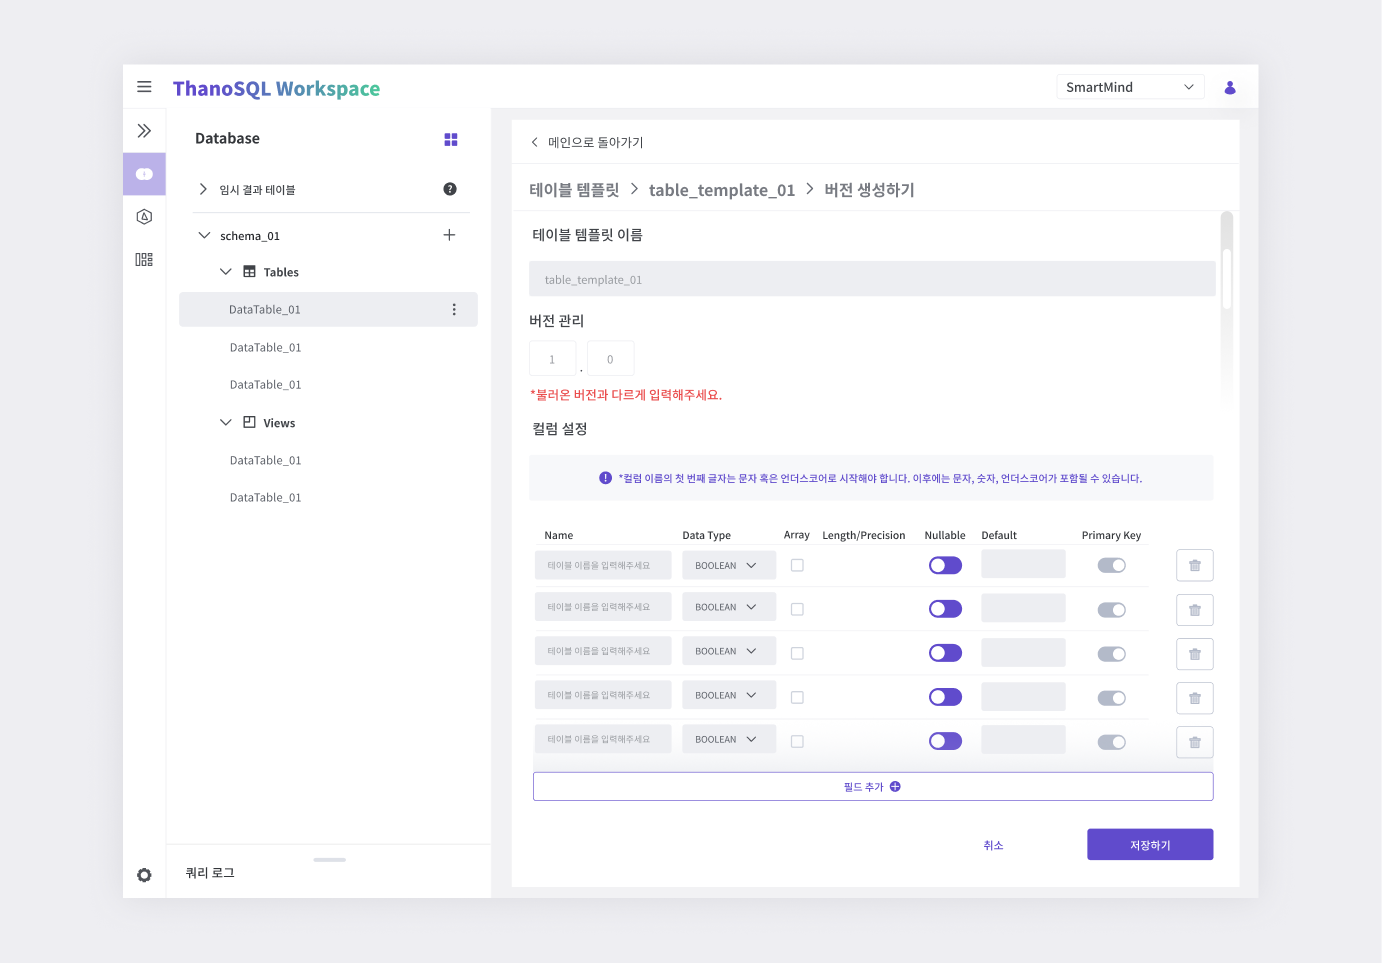 ThanoSQL Workspace
SmartMind
Database
임시 결과 테이블
schema_01
Tables
DataTable_01
DataTable_01
DataTable_01
Views
DataTable_01
DataTable_01
쿼리 로그
메인으로 돌아가기
테이블 템플릿 > table_template_01 > 버전 생성하기
테이블 템플릿 이름
table_template_01
버전 관리
1 . 0
*불러온 버전과 다르게 입력해주세요.
컬럼 설정
*컬럼 이름의 첫 번째 글자는 문자 혹은 언더스코어로 시작해야 합니다. 이후에는 문자, 숫자, 언더스코어가 포함될 수 있습니다.
Name Data Type Array Length/Precision Nullable Default Primary Key
테이블 이름을 입력해주세요 BOOLEAN
테이블 이름을 입력해주세요 BOOLEAN
테이블 이름을 입력해주세요 BOOLEAN
테이블 이름을 입력해주세요 BOOLEAN
테이블 이름을 입력해주세요 BOOLEAN
필드 추가
취소
저장하기